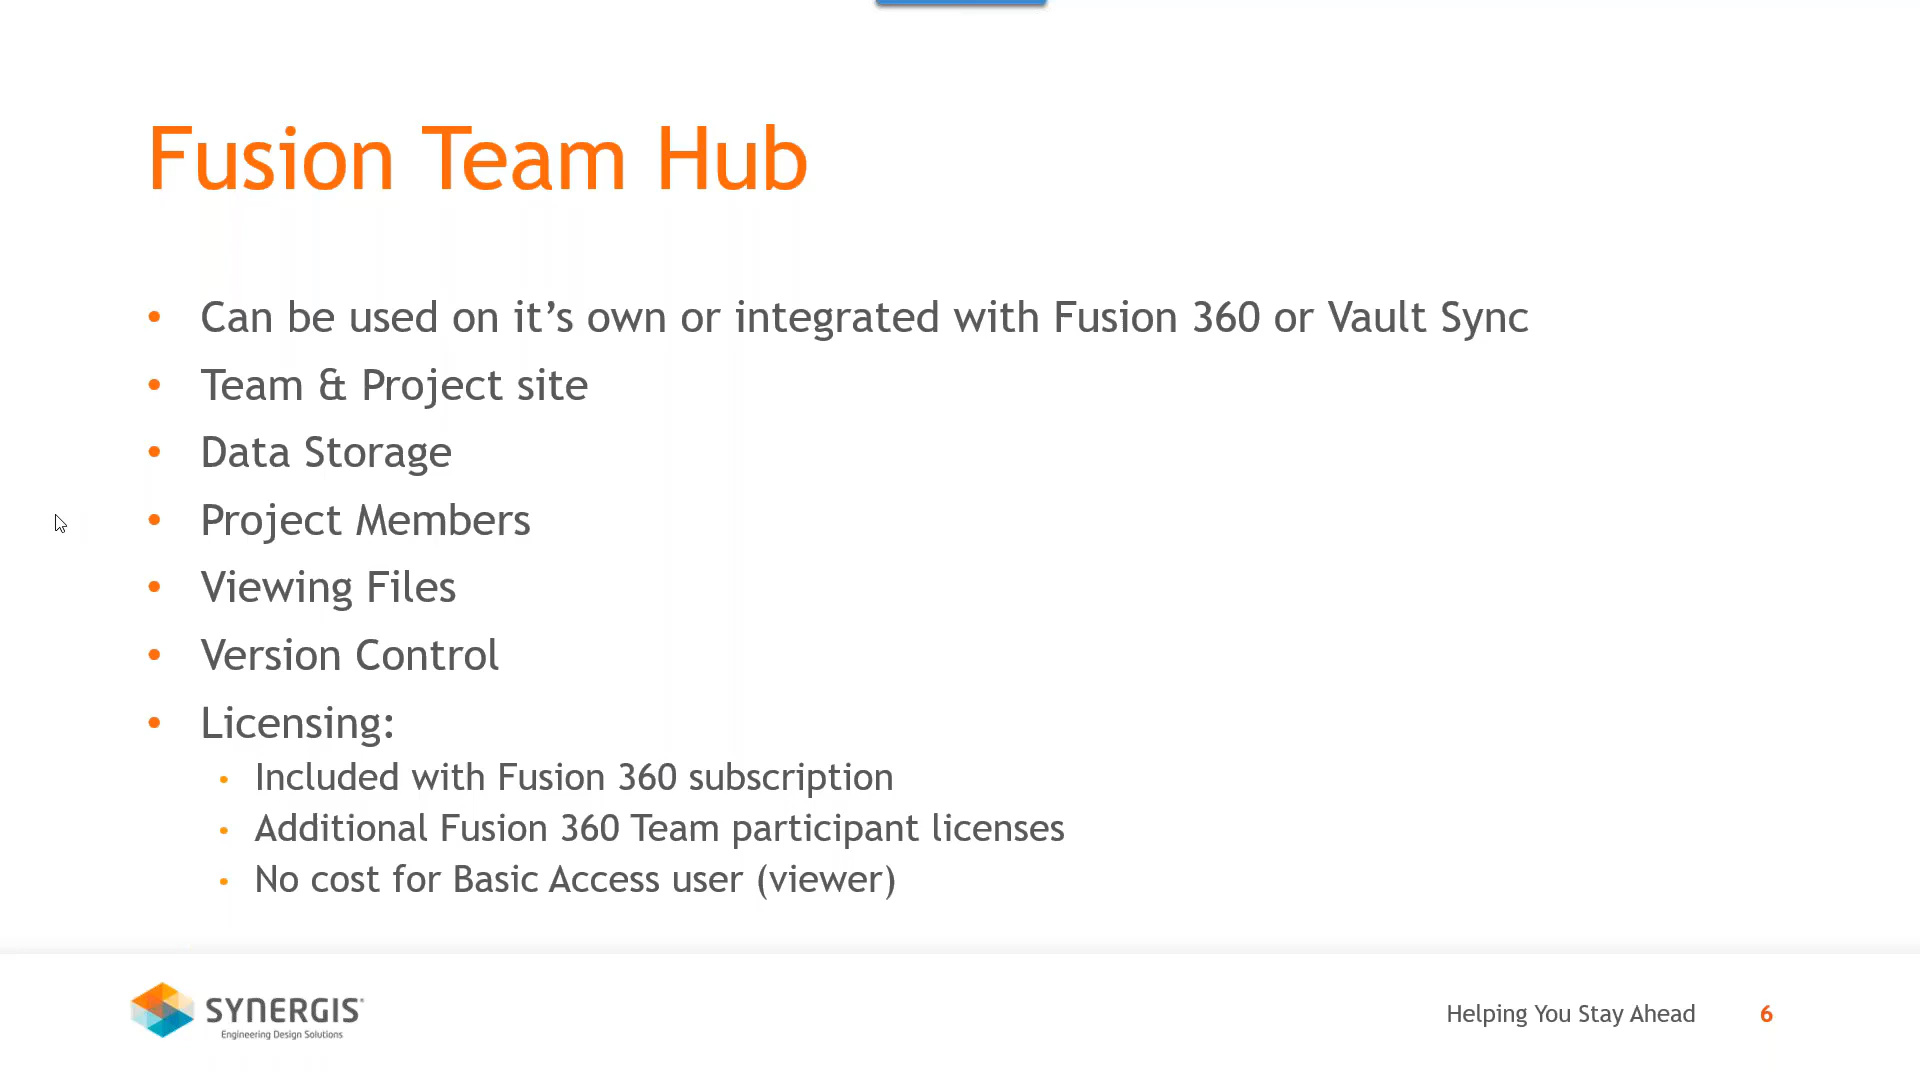 Fusion Team Hub
• Can be used on it’s own or integrated with Fusion 360 or Vault Sync
• Team & Project site
• Data Storage
• Project Members
• Viewing Files
• Version Control
• Licensing:
• Included with Fusion 360 subscription
• Additional Fusion 360 Team participant licenses
• No cost for Basic Access user (viewer)
SYNERGIS®
Engineering Design Solutions
Helping You Stay Ahead 6